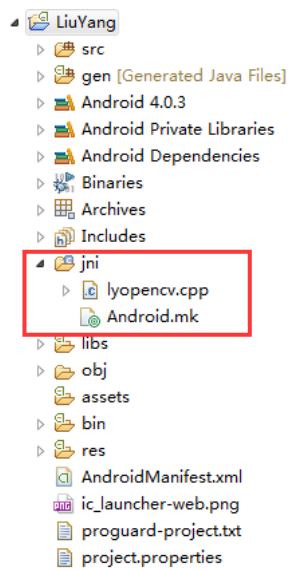 LiuYang
src
gen [Generated Java Files]
Android 4.0.3
Android Private Libraries
Android Dependencies
Binaries
Archives
Includes
jni
lyopencv.cpp
Android.mk
libs
obj
assets
bin
res
AndroidManifest.xml
ic_launcher-web.png
proguard-project.txt
project.properties